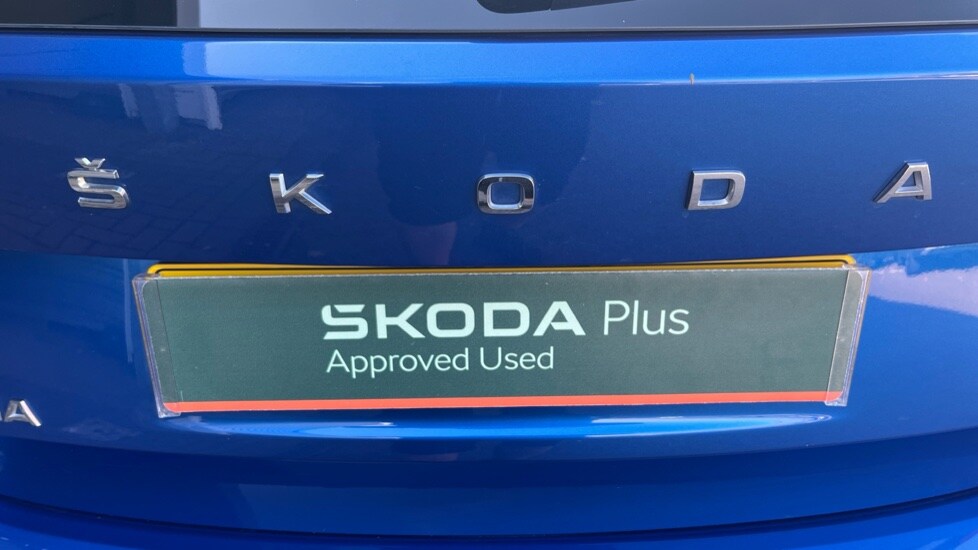 ŠKODA
ŠKODA Plus
Approved Used
A